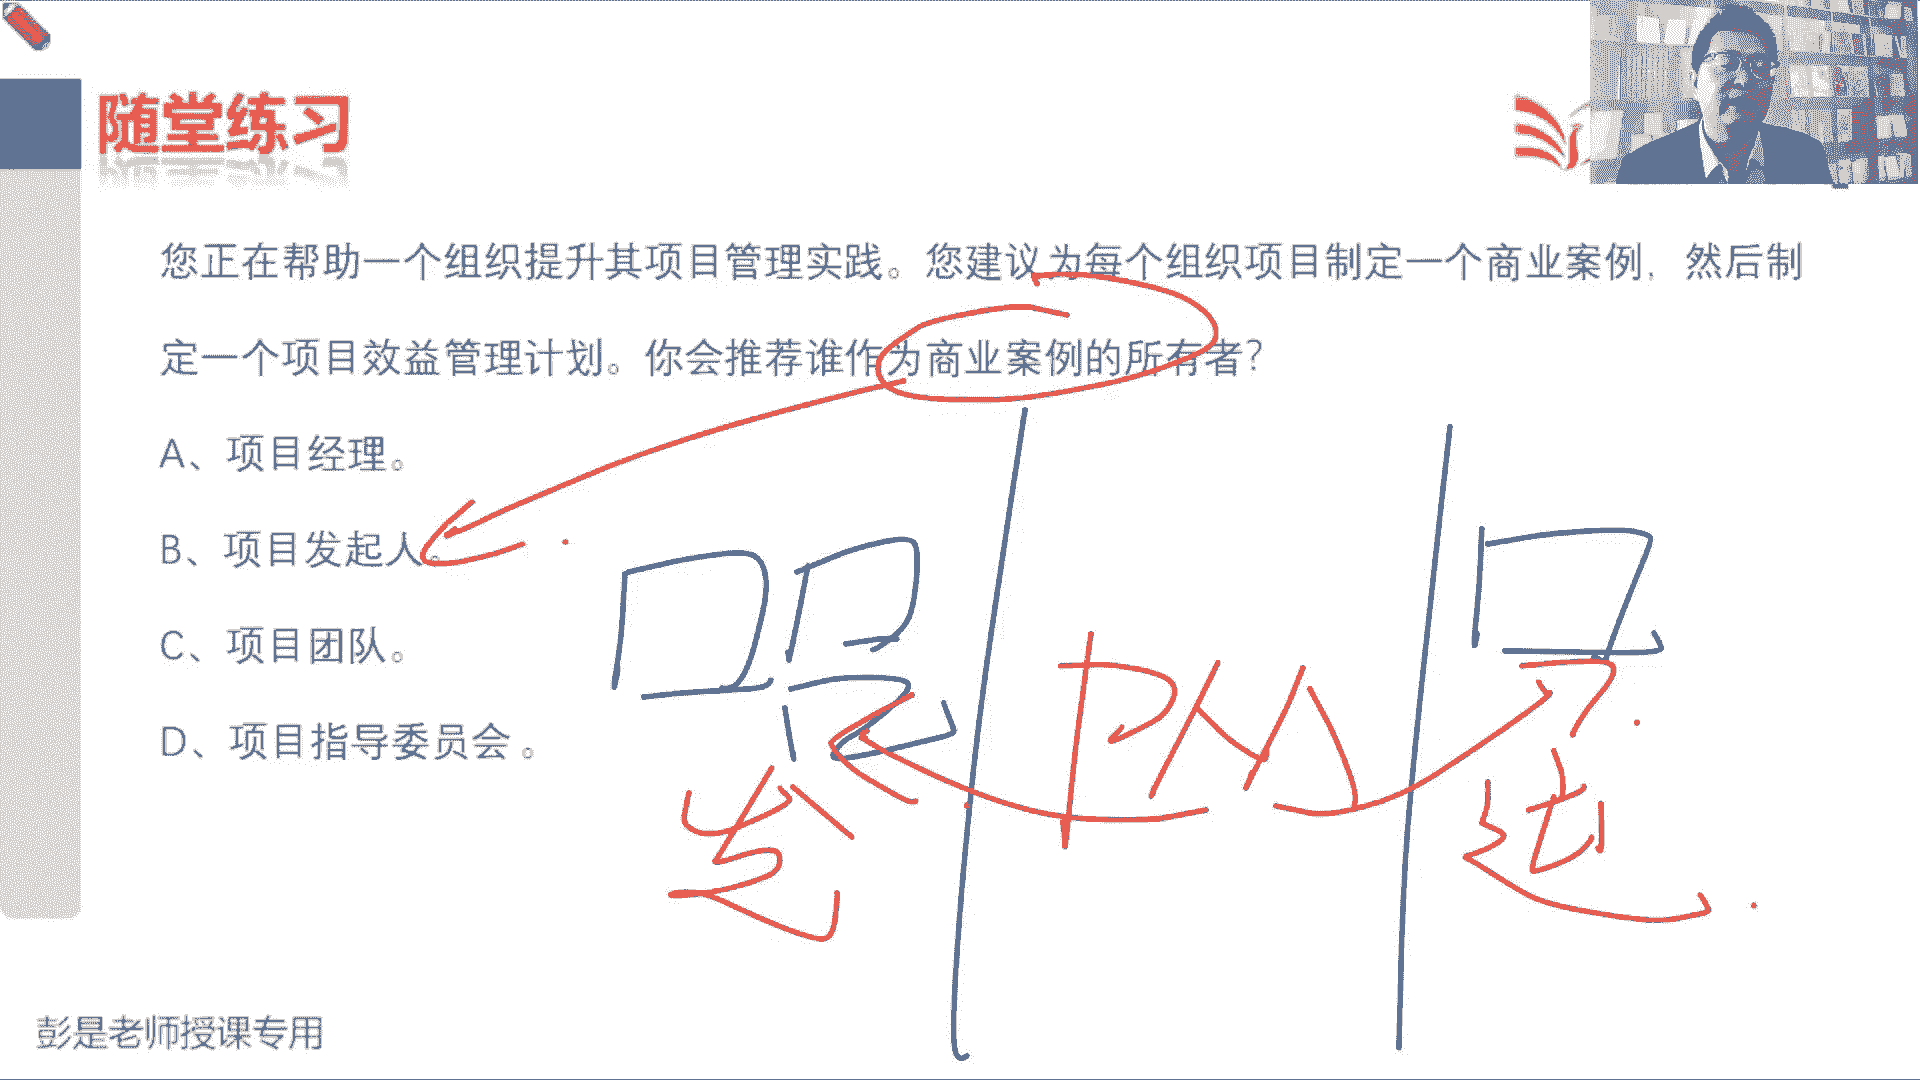 随堂练习
您正在帮助一个组织提升其项目管理实践。您建议为每个组织项目制定一个商业案例，然后制
定一个项目效益管理计划。你会推荐谁作为商业案例的所有者?
A、项目经理。
B、项目发起人。
C、项目团队。
D、项目指导委员会。
PM
发
彭是老师授课专用